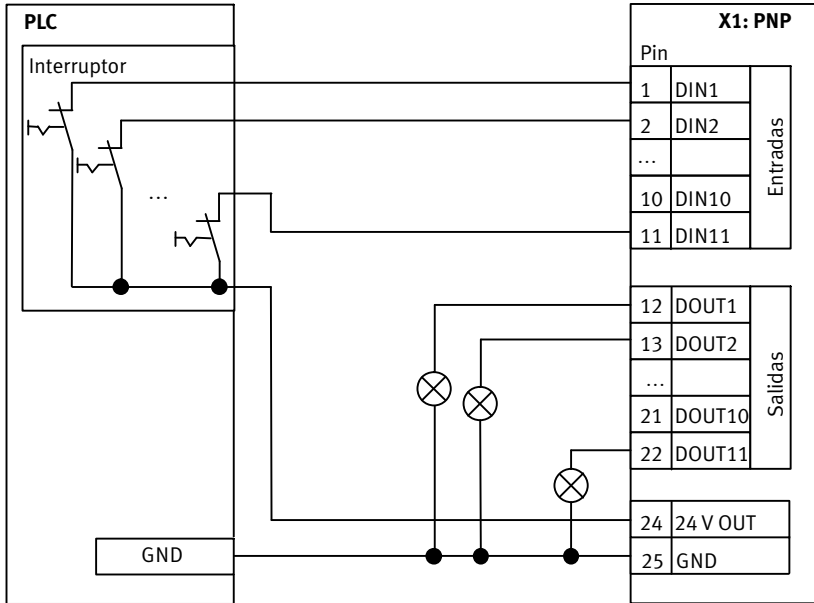 PLC
X1: PNP
Interruptor
Pin
1 DIN1
2 DIN2
...
10 DIN10
11 DIN11
Entradas
...
12 DOUT1
13 DOUT2
...
21 DOUT10
22 DOUT11
Salidas
24 24 V OUT
GND
25 GND